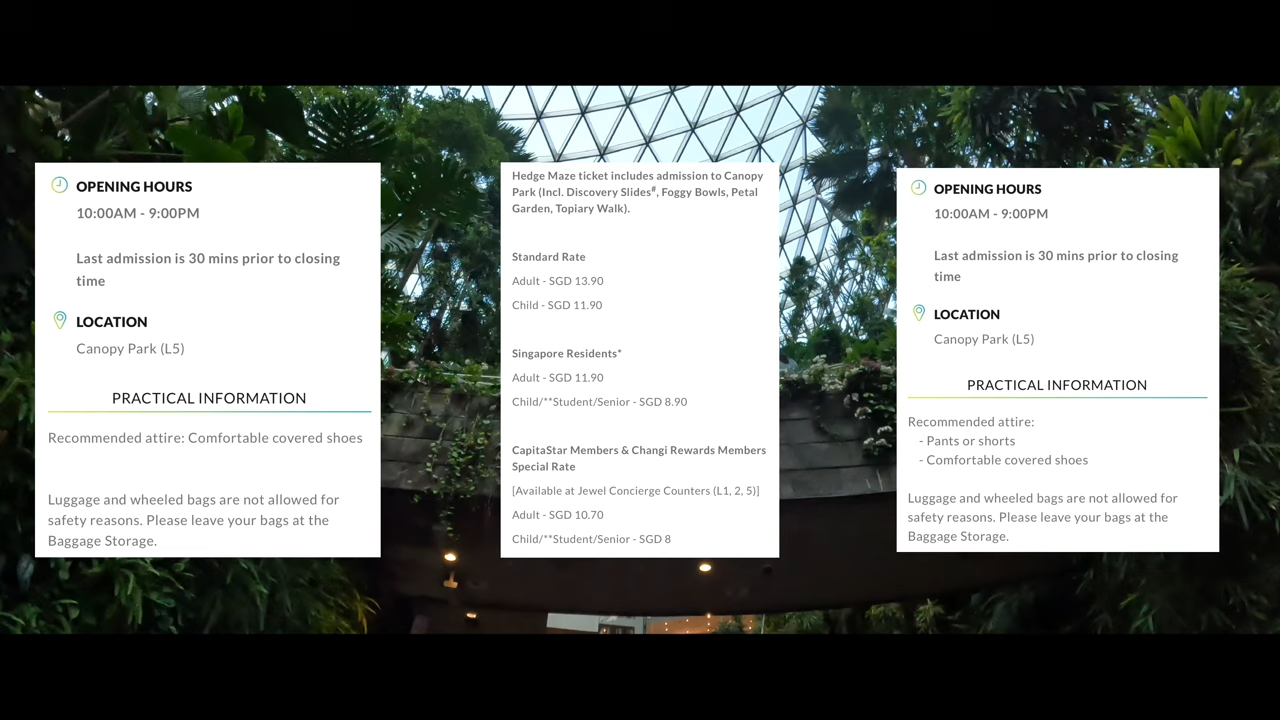 OPENING HOURS
10:00AM - 9:00PM
Last admission is 30 mins prior to closing
time
LOCATION
Canopy Park (L5)
PRACTICAL INFORMATION
Recommended attire: Comfortable covered shoes
Luggage and wheeled bags are not allowed for
safety reasons. Please leave your bags at the
Baggage Storage.
Hedge Maze ticket includes admission to Canopy
Park (Incl. Discovery Slides#, Foggy Bowls, Petal
Garden, Topiary Walk).
Standard Rate
Adult - SGD 13.90
Child - SGD 11.90
Singapore Residents*
Adult - SGD 11.90
Child/**Student/Senior - SGD 8.90
CapitaStar Members & Changi Rewards Members
Special Rate
[Available at Jewel Concierge Counters (L1, 2, 5)]
Adult - SGD 10.70
Child/**Student/Senior - SGD 8
OPENING HOURS
10:00AM - 9:00PM
Last admission is 30 mins prior to closing
time
LOCATION
Canopy Park (L5)
PRACTICAL INFORMATION
Recommended attire:
- Pants or shorts
- Comfortable covered shoes
Luggage and wheeled bags are not allowed for
safety reasons. Please leave your bags at the
Baggage Storage.